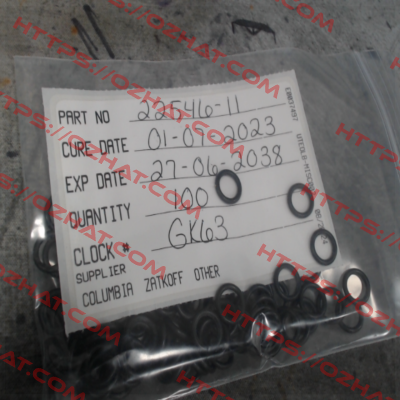 PART NO 22546-11
CURE DATE 01-09-2023
EXP DATE 27-06-2038
QUANTITY 100
CLOCK # GK63
SUPPLIER
COLUMBIA ZATKOFF OTHER
HTTPS://OZHAT.COM